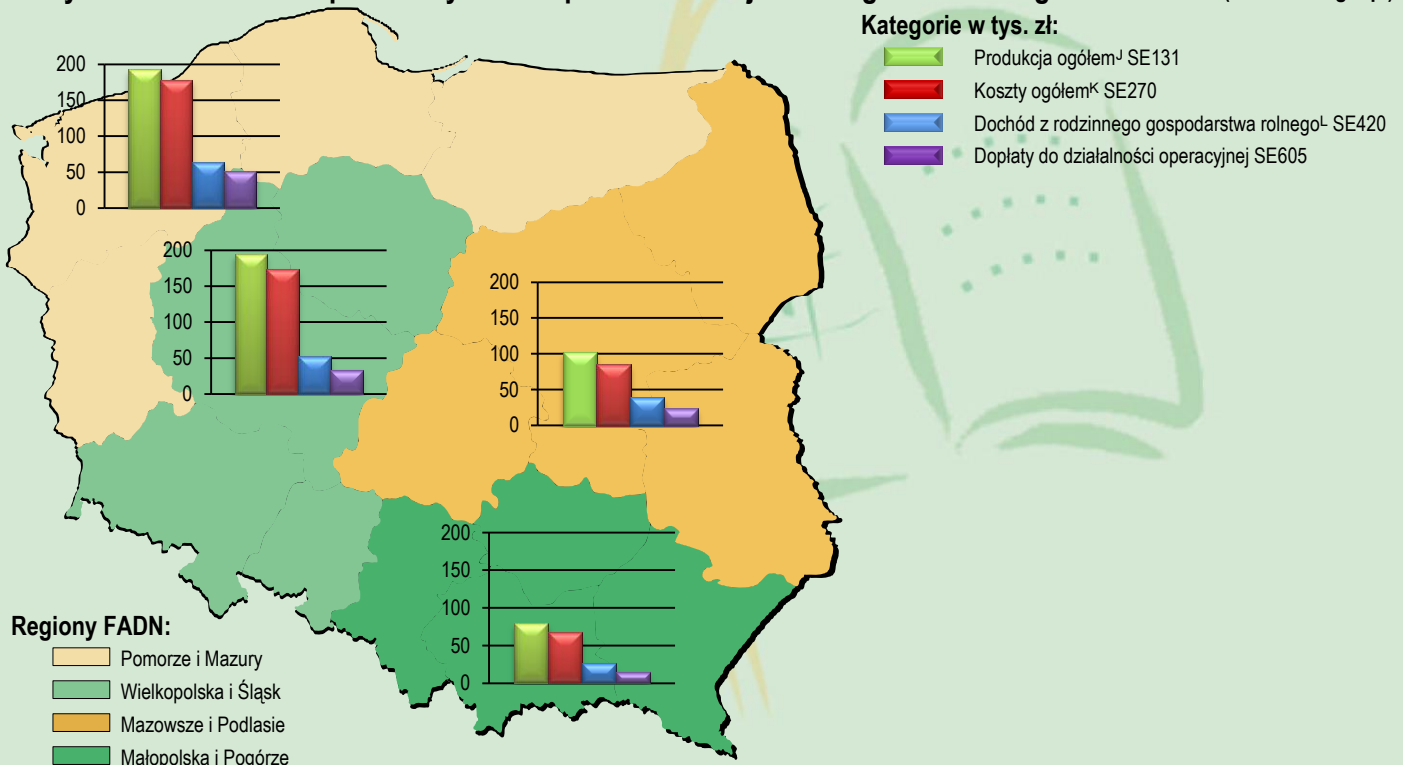 Kategorie w tys. zł:
Produkcja ogółemᴶ SE131
Koszty ogółemᴷ SE270
Dochód z rodzinnego gospodarstwa rolnegoᴸ SE420
Dopłaty do działalności operacyjnej SE605
200
150
100
50
0
200
150
100
50
0
200
150
100
50
0
200
150
100
50
0
Regiony FADN:
Pomorze i Mazury
Wielkopolska i Śląsk
Mazowsze i Podlasie
Małopolska i Pogórze